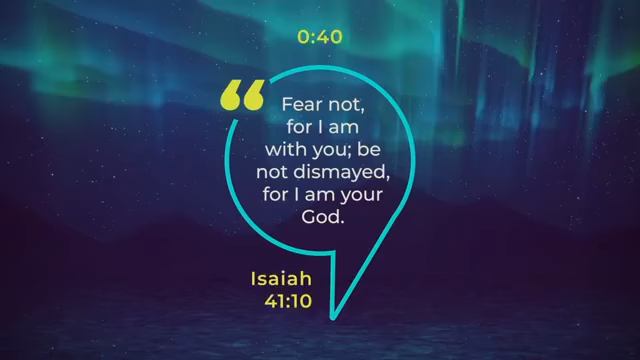 0:40
“
Fear not,
for I am
with you; be
not dismayed,
for I am your
God.
Isaiah
41:10